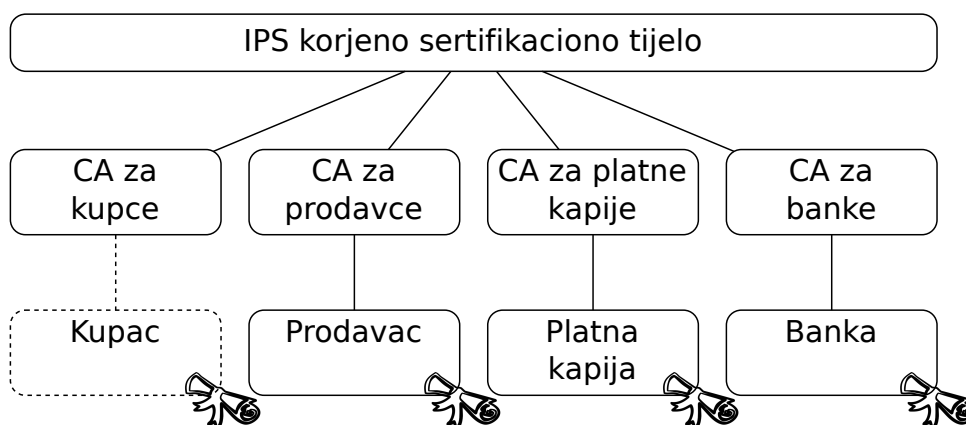 IPS korjeno sertifikaciono tijelo
CA za
kupce
CA za
prodavce
CA za platne
kapije
CA za
banke
Kupac
Prodavac
Platna
kapija
Banka